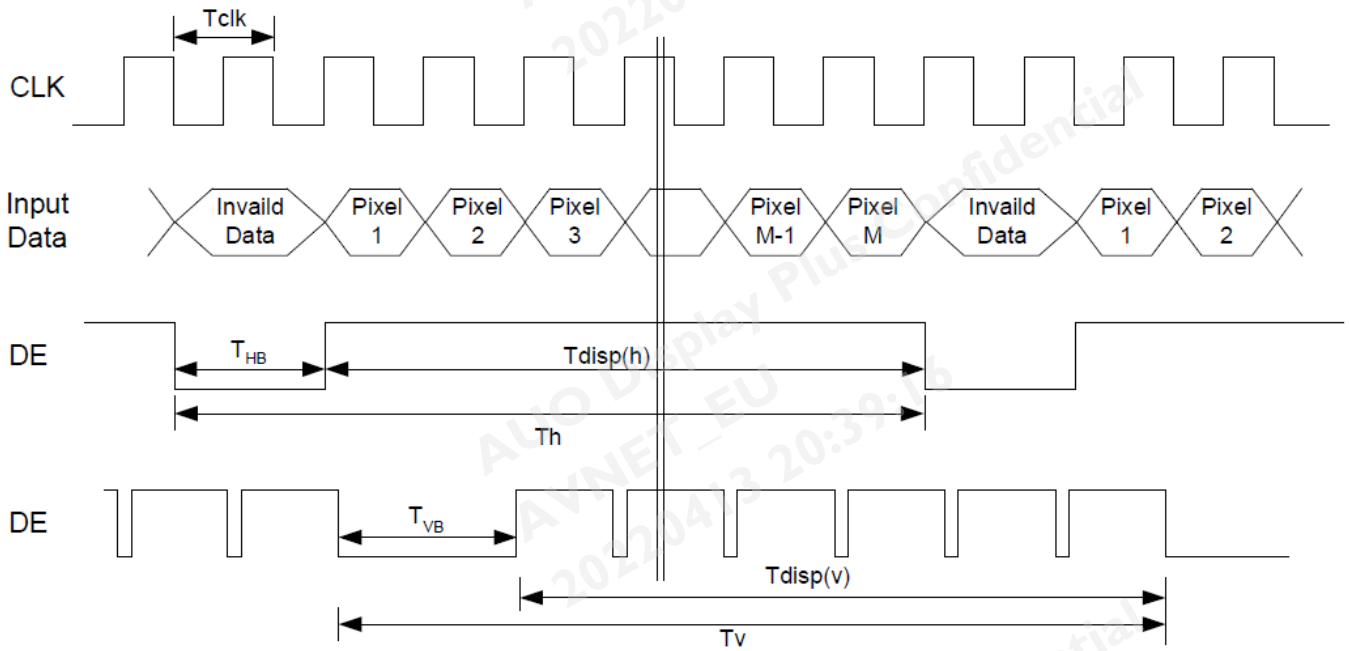 Tclk
CLK
Input
Data
Invaild
Data
Pixel
1
Pixel
2
Pixel
3
Pixel
M-1
Pixel
M
Invaild
Data
Pixel
1
Pixel
2
DE
THB
Tdisp(h)
Th
DE
TVB
Tdisp(v)
Tv
AUO Display Plus Confidential
AVNET_EU
20220413 20:39:16